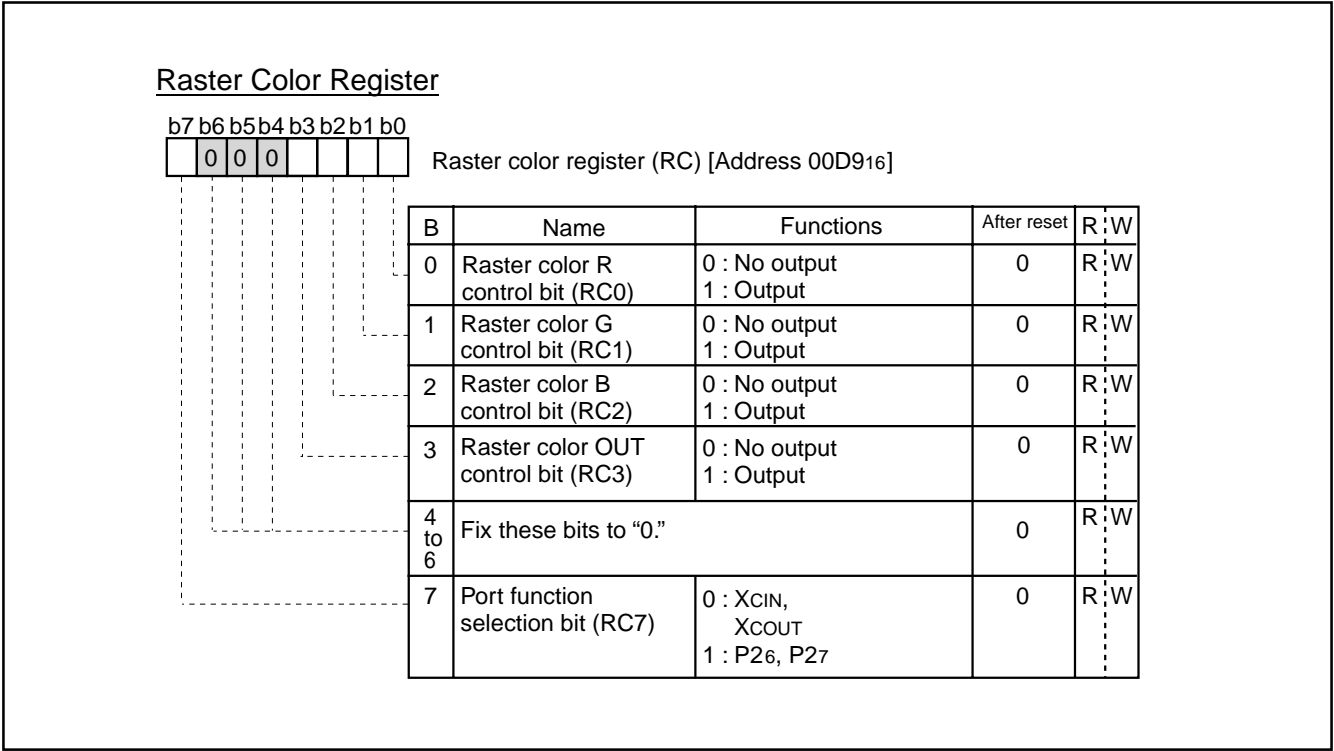 Raster Color Register
b7 b6 b5 b4 b3 b2 b1 b0
0 0 0
Raster color register (RC) [Address 00D916]
B Name Functions After reset R W
0 Raster color R control bit (RC0) 0 : No output 1 : Output 0 R W
1 Raster color G control bit (RC1) 0 : No output 1 : Output 0 R W
2 Raster color B control bit (RC2) 0 : No output 1 : Output 0 R W
3 Raster color OUT control bit (RC3) 0 : No output 1 : Output 0 R W
4 to 6 Fix these bits to “0.” 0 R W
7 Port function selection bit (RC7) 0 : XCIN, XCOUT 1 : P26, P27 0 R W